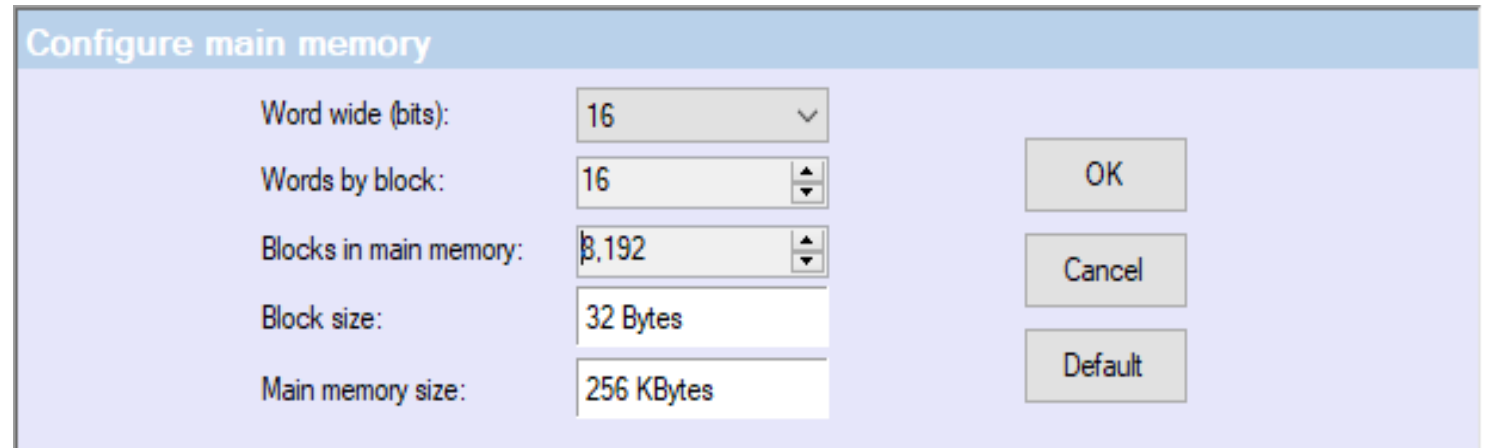 Configure main memory
Word wide (bits): 16
Words by block: 16 OK
Blocks in main memory: 8,192
Cancel
Block size: 32 Bytes
Default
Main memory size: 256 KBytes